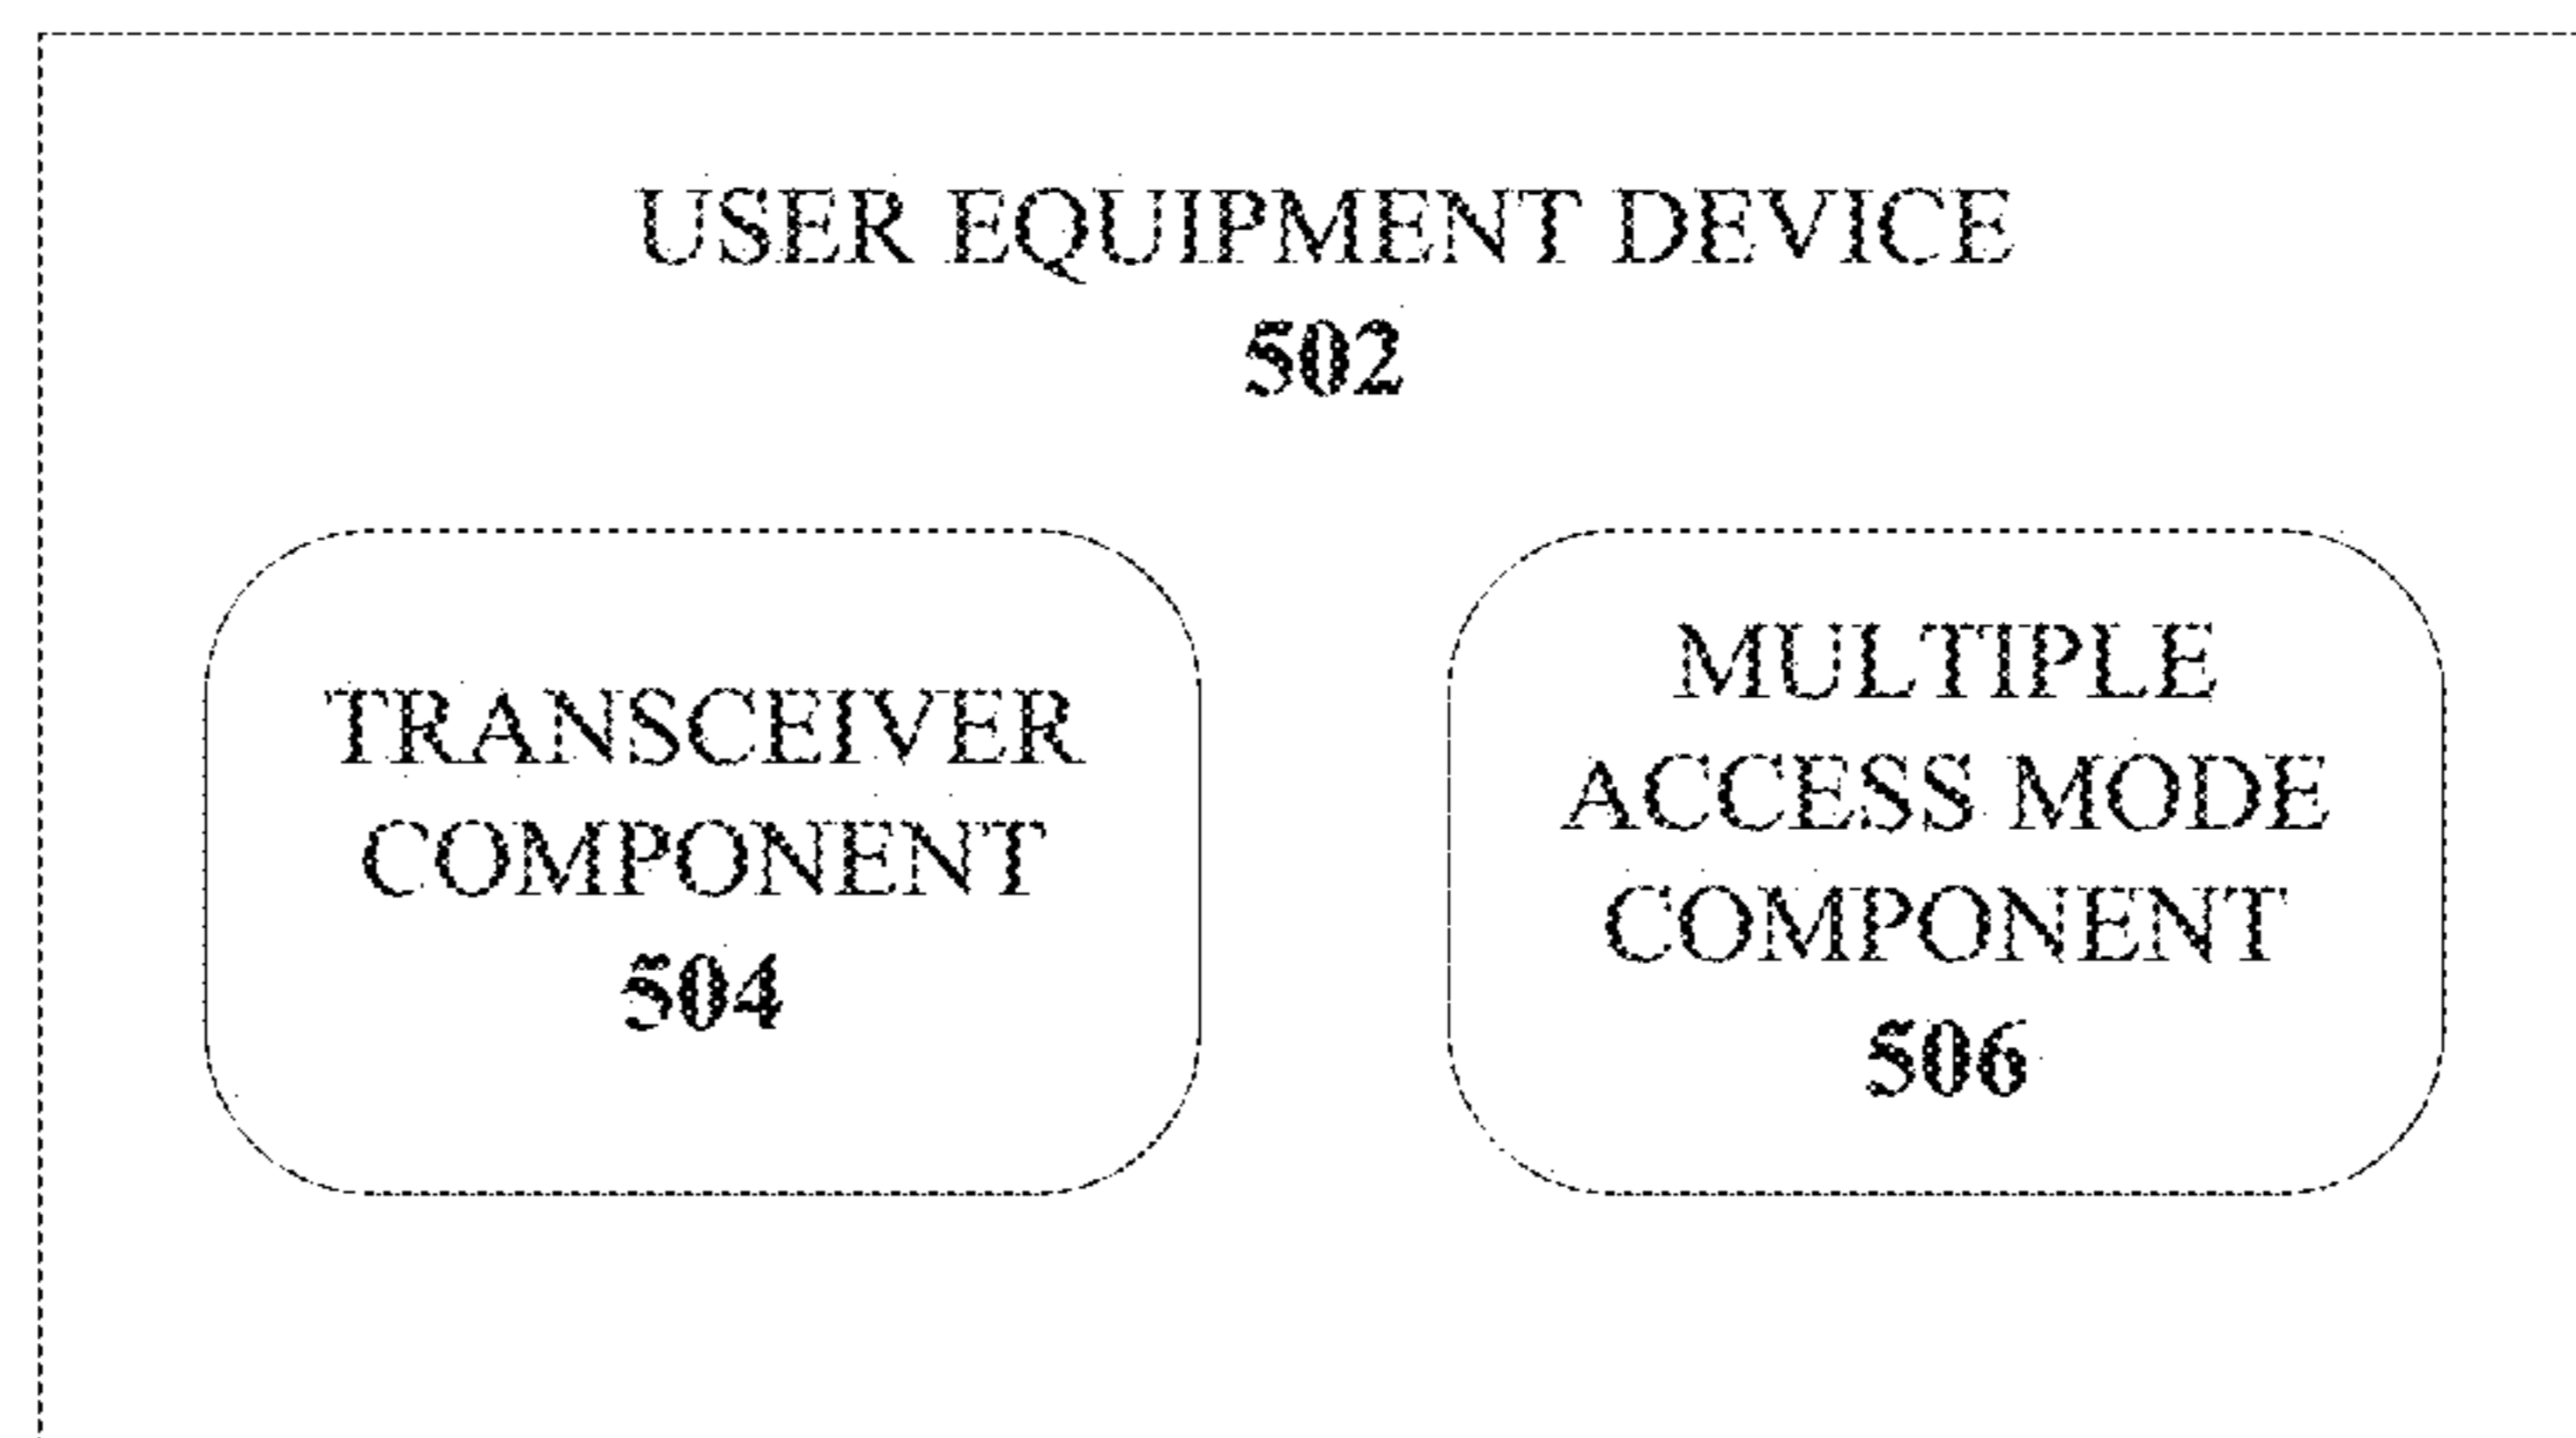 USER EQUIPMENT DEVICE
502
TRANSCEIVER
COMPONENT
504
MULTIPLE
ACCESS MODE
COMPONENT
506